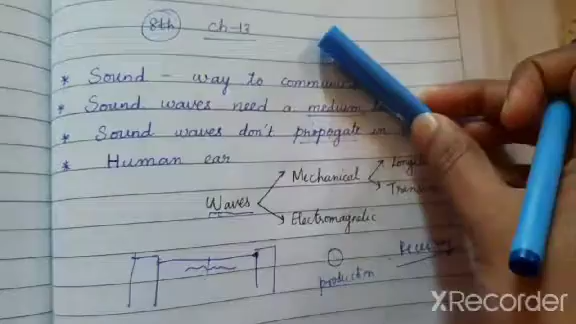 8th Ch-13
* Sound - way to
* Sound waves need a medium
* Sound waves don't propogate in
* Human ear
Waves
Mechanical
Electromagnetic
production
XRecorder